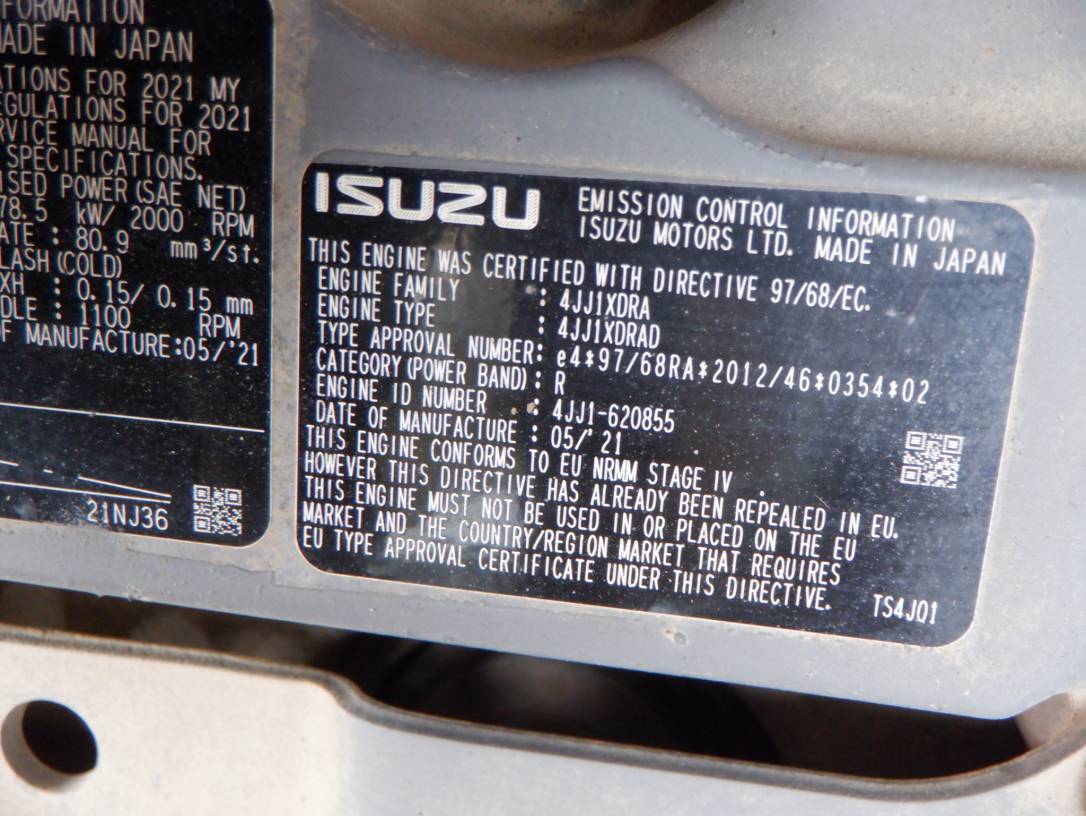 FORMATION
MADE IN JAPAN
ATIONS FOR 2021 MY
EGULATIONS FOR 2021
RVICE MANUAL FOR
SPECIFICATIONS.
ISED POWER (SAE NET)
78.5 kW/ 2000 RPM
ATE : 80.9 mm³/st.
LASH (COLD)
XH : 0.15/ 0.15 mm
DLE : 1100 RPM
OF MANUFACTURE:05/'21
21NJ36
ISUZU
EMISSION CONTROL INFORMATION
ISUZU MOTORS LTD. MADE IN JAPAN
THIS ENGINE WAS CERTIFIED WITH DIRECTIVE 97/68/EC.
ENGINE FAMILY : 4JJ1XDRA
ENGINE TYPE : 4JJ1XDRAD
TYPE APPROVAL NUMBER: e4*97/68RA*2012/46*0354*02
CATEGORY (POWER BAND): R
ENGINE ID NUMBER : 4JJ1-620855
DATE OF MANUFACTURE : 05/'21
THIS ENGINE CONFORMS TO EU NRMM STAGE IV .
HOWEVER THIS DIRECTIVE HAS ALREADY BEEN REPEALED IN EU.
THIS ENGINE MUST NOT BE USED IN OR PLACED ON THE EU
MARKET AND THE COUNTRY/REGION MARKET THAT REQUIRES
EU TYPE APPROVAL CERTIFICATE UNDER THIS DIRECTIVE.
TS4JQ1